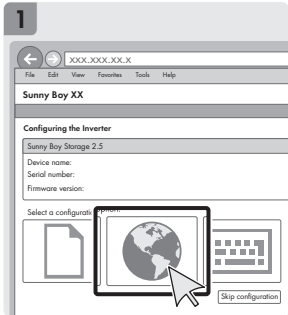 1
xxx.xxx.xx.x
File Edit View Favorites Tools Help
Sunny Boy XX
Configuring the Inverter
Sunny Boy Storage 2.5
Device name:
Serial number:
Firmware version:
Select a configuration option:
Skip configuration